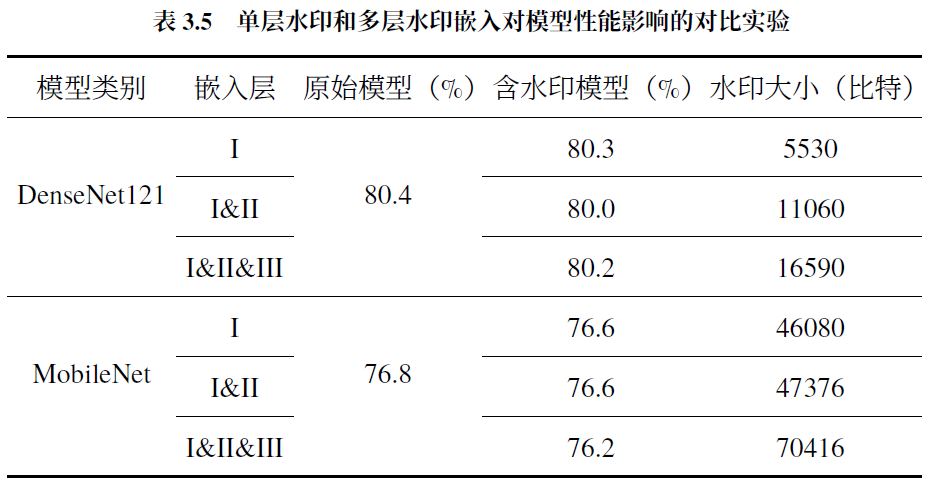 表 3.5 单层水印和多层水印嵌入对模型性能影响的对比实验
模型类别 嵌入层 原始模型（%） 含水印模型（%） 水印大小（比特）
DenseNet121 I 80.4 80.3 5530
I&II 80.0 11060
I&II&III 80.2 16590
MobileNet I 76.8 76.6 46080
I&II 76.6 47376
I&II&III 76.2 70416